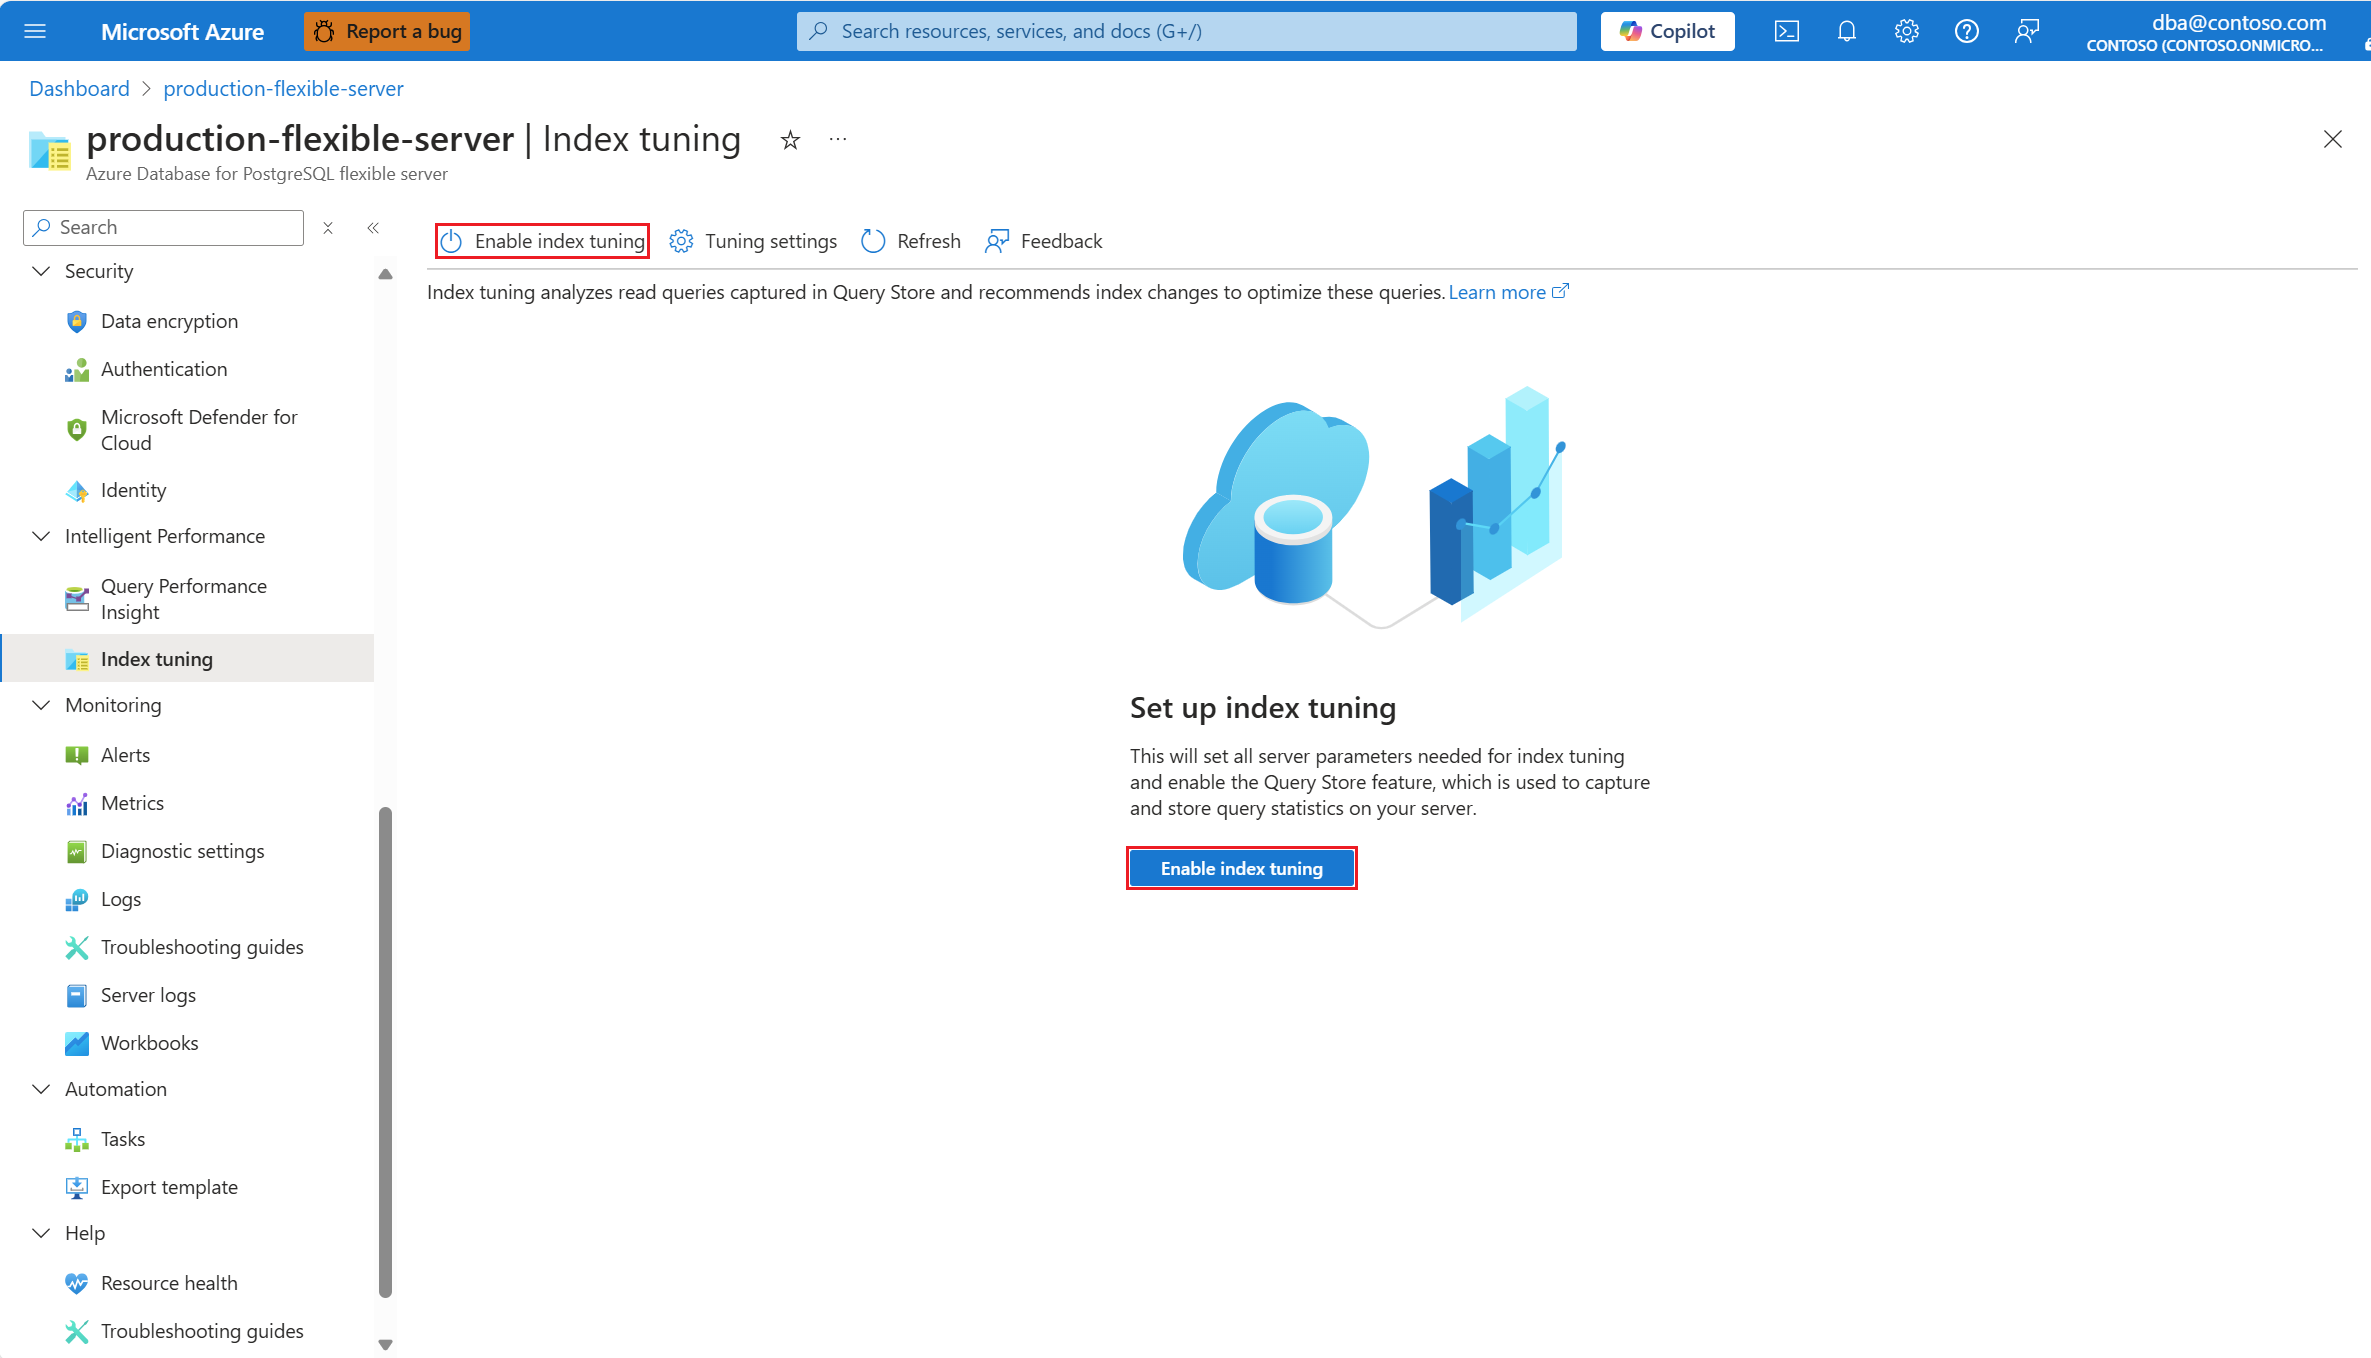 Microsoft Azure
Report a bug
Search resources, services, and docs (G+/)
Copilot
dba@contoso.com
CONTOSO (CONTOSO.ONMICRO...
Dashboard > production-flexible-server
production-flexible-server | Index tuning
Azure Database for PostgreSQL flexible server
Search
Security
Data encryption
Authentication
Microsoft Defender for
Cloud
Identity
Intelligent Performance
Query Performance
Insight
Index tuning
Monitoring
Alerts
Metrics
Diagnostic settings
Logs
Troubleshooting guides
Server logs
Workbooks
Automation
Tasks
Export template
Help
Resource health
Troubleshooting guides
Enable index tuning
Tuning settings
Refresh
Feedback
Index tuning analyzes read queries captured in Query Store and recommends index changes to optimize these queries. Learn more
Set up index tuning
This will set all server parameters needed for index tuning
and enable the Query Store feature, which is used to capture
and store query statistics on your server.
Enable index tuning